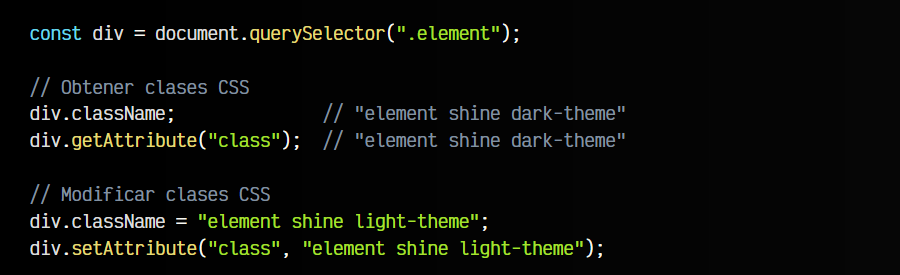 const div = document.querySelector(".element");
// Obtener clases CSS
div.className;              // "element shine dark-theme"
div.getAttribute("class");  // "element shine dark-theme"
// Modificar clases CSS
div.className = "element shine light-theme";
div.setAttribute("class", "element shine light-theme");